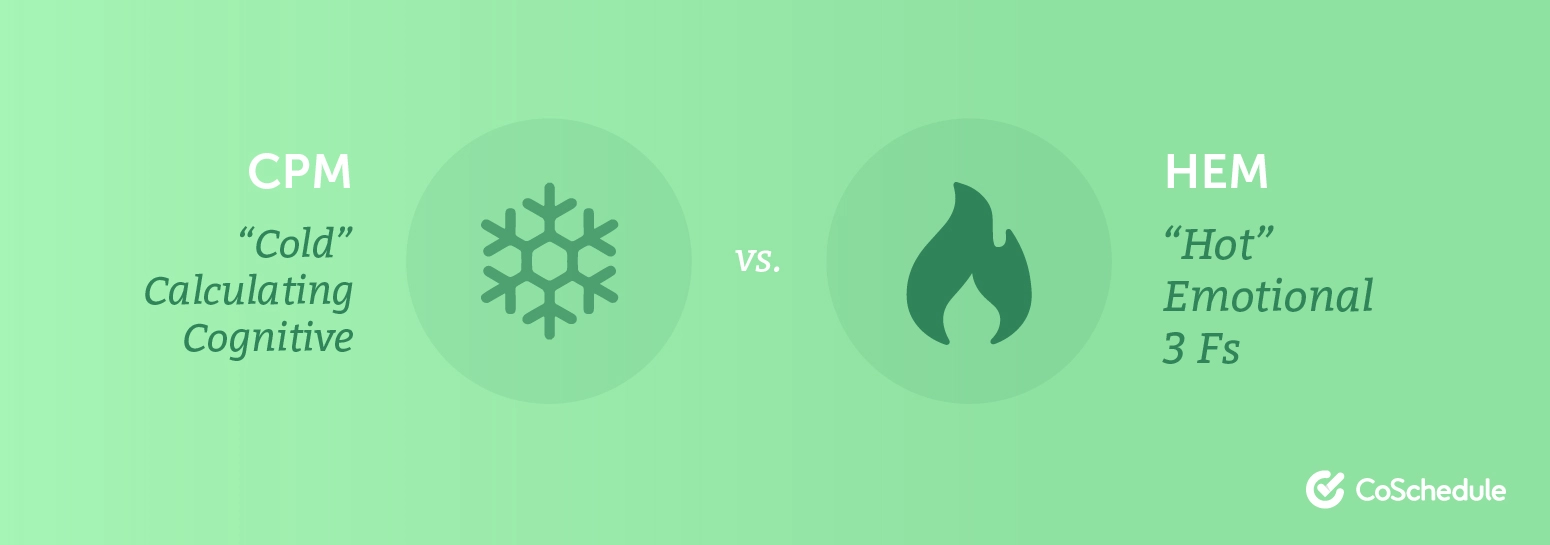 CPM
“Cold”
Calculating
Cognitive
vs.
HEM
“Hot”
Emotional
3 Fs
CoSchedule